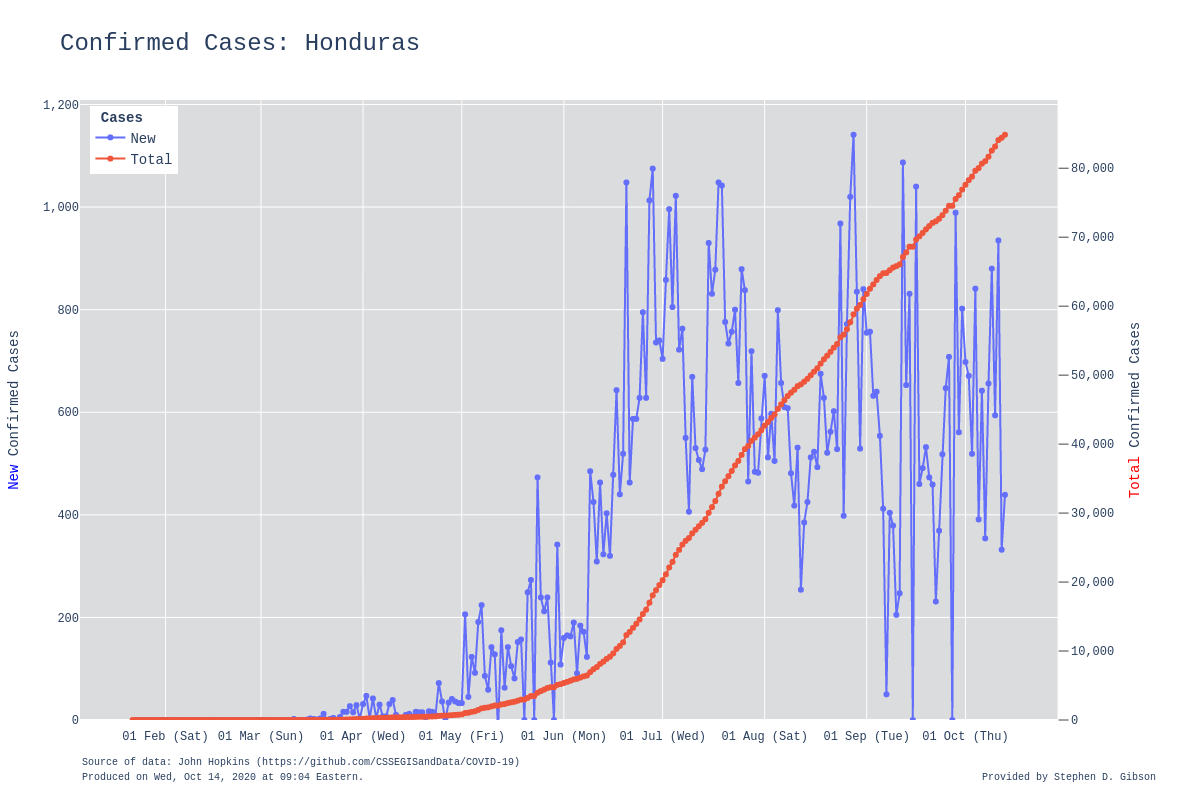 Confirmed Cases: Honduras
Cases
New
Total
1,200
1,000
800
600
400
200
0
80,000
70,000
60,000
50,000
40,000
30,000
20,000
10,000
0
New Confirmed Cases
Total Confirmed Cases
01 Feb (Sat) 01 Mar (Sun) 01 Apr (Wed) 01 May (Fri) 01 Jun (Mon) 01 Jul (Wed) 01 Aug (Sat) 01 Sep (Tue) 01 Oct (Thu)
Source of data: John Hopkins (https://github.com/CSSEGISandData/COVID-19)
Produced on Wed, Oct 14, 2020 at 09:04 Eastern.
Provided by Stephen D. Gibson